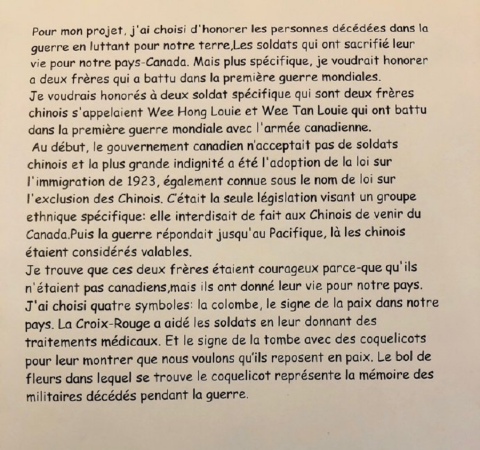 Pour mon projet, j'ai choisi d'honorer les personnes décédées dans la
guerre en luttant pour notre terre,Les soldats qui ont sacrifié leur
vie pour notre pays-Canada. Mais plus spécifique, je voudrait honorer
a deux frères qui a battu dans la première guerre mondiales.
Je voudrais honorés à deux soldat spécifique qui sont deux frères
chinois s'appelaient Wee Hong Louie et Wee Tan Louie qui ont battu
dans la première guerre mondiale avec l'armée canadienne.
Au début, le gouvernement canadien n'acceptait pas de soldats
chinois et la plus grande indignité a été l'adoption de la loi sur
l'immigration de 1923, également connue sous le nom de loi sur
l'exclusion des Chinois. C'était la seule législation visant un groupe
ethnique spécifique: elle interdisait de fait aux Chinois de venir du
Canada.Puis la guerre répondait jusqu'au Pacifique, là les chinois
étaient considérés valables.
Je trouve que ces deux frères étaient courageux parce-que qu'ils
n'étaient pas canadiens,mais ils ont donné leur vie pour notre pays.
J'ai choisi quatre symboles: la colombe, le signe de la paix dans notre
pays. La Croix-Rouge a aidé les soldats en leur donnant des
traitements médicaux. Et le signe de la tombe avec des coquelicots
pour leur montrer que nous voulons qu'ils reposent en paix. Le bol de
fleurs dans lequel se trouve le coquelicot représente la mémoire des
militaires décédés pendant la guerre.